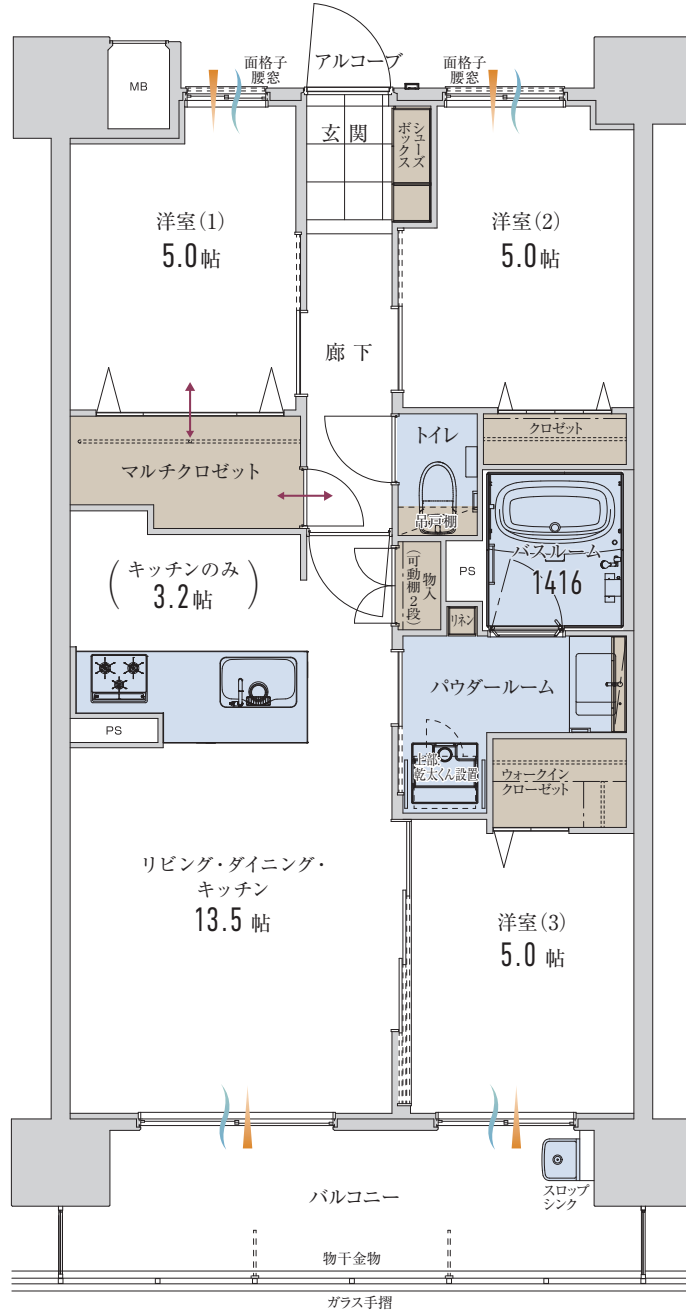 面格子
腰窓
アルコーブ
面格子
腰窓
MB
玄関
シューズ
ボックス
洋室(1)
5.0帖
洋室(2)
5.0帖
廊下
トイレ
吊戸棚
クロゼット
マルチクロゼット
バスルーム
1416
(キッチンのみ)
3.2帖
物入
(可動棚2段)
PS
リネン
パウダールーム
PS
上部:
乾太くん設置
ウォークイン
クローゼット
リビング・ダイニング・
キッチン
13.5 帖
洋室(3)
5.0 帖
バルコニー
スロップ
シンク
物干金物
ガラス手摺